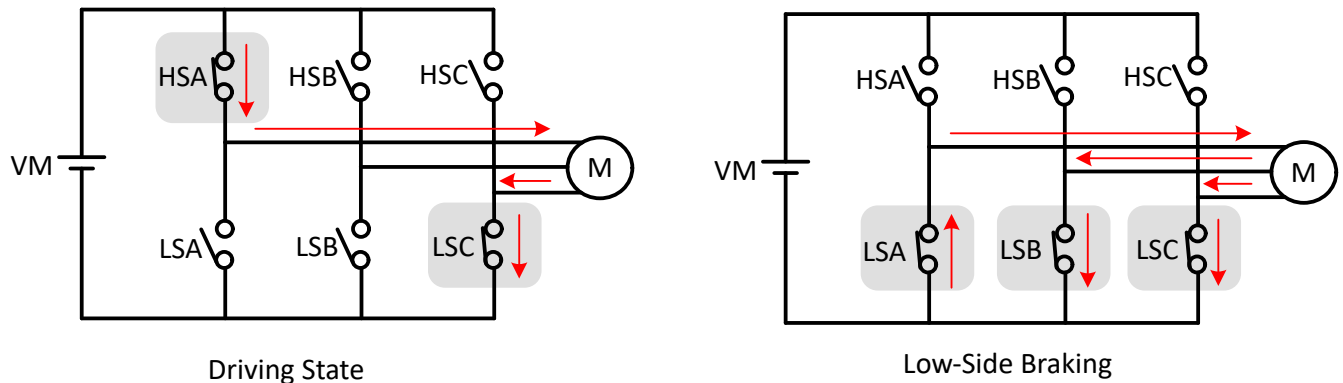 HSA
HSB
HSC
VM
M
LSA
LSB
LSC
Driving State
HSA
HSB
HSC
VM
M
LSA
LSB
LSC
Low-Side Braking